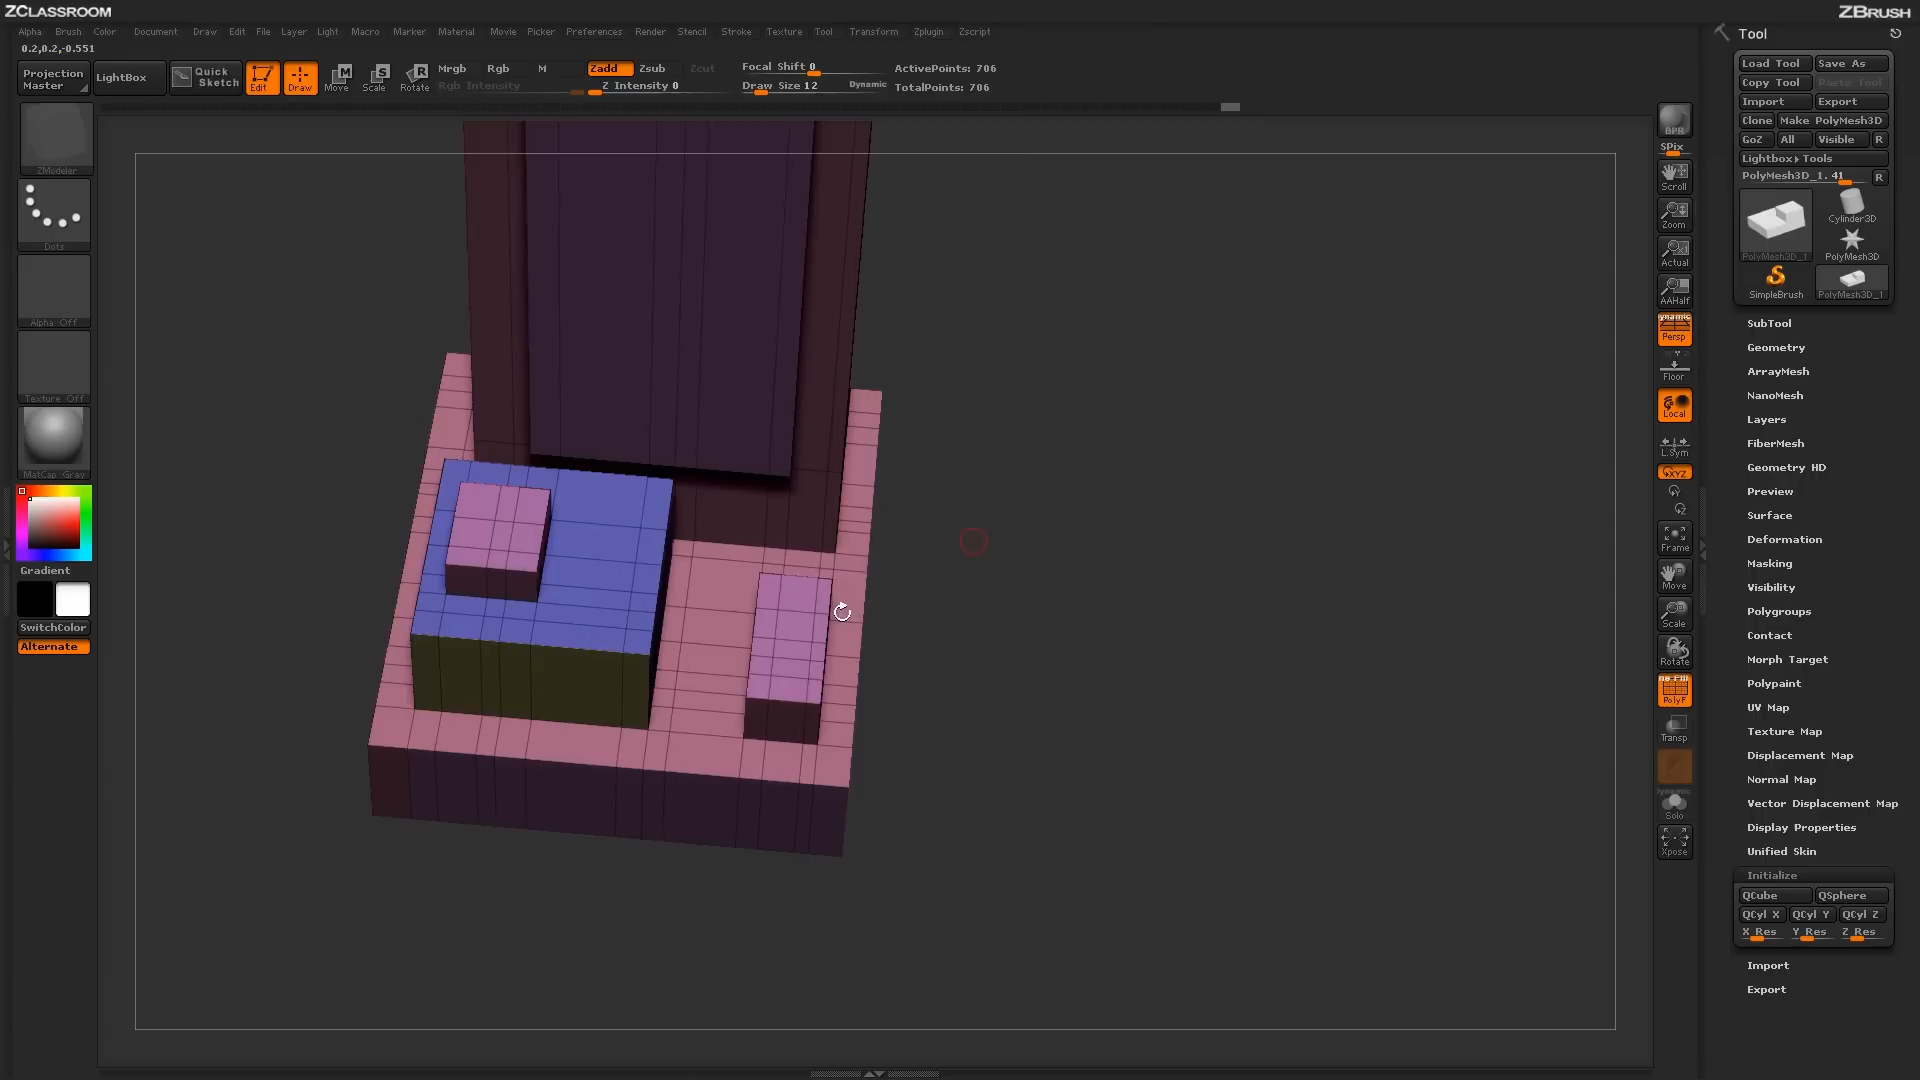 ZCLASSROOM
ZBRUSH
Alpha Brush Color Document Draw Edit File Layer Light Macro Marker Material Movie Picker Preferences Render Stencil Stroke Texture Tool Transform Zplugin Zscript
0.2,0.2,-0.551
Projection Master
LightBox
Quick Sketch
Edit
Draw
Move
Scale
Rotate
Mrgb Rgb M
Rgb Intensity
Zadd Zsub Zcut
Z Intensity 0
Focal Shift 0
Draw Size 12
Dynamic
ActivePoints: 706
TotalPoints: 706
ZModeler
Dots
Alpha Off
Texture Off
MatCap Gray
Gradient
SwitchColor
Alternate
BPR
SPix
Scroll
Zoom
Actual
AAHalf
Persp
Floor
Local
L.Sym
XYZ
Frame
Move
Scale
Rotate
PolyF
Transp
Dynamic
Solo
Xpose
Tool
Load Tool Save As
Copy Tool Paste Tool
Import Export
Clone Make PolyMesh3D
GoZ All Visible R
Lightbox▸Tools
PolyMesh3D_1. 41 R
PolyMesh3D_1
Cylinder3D
PolyMesh3D
SimpleBrush
PolyMesh3D_1
SubTool
Geometry
ArrayMesh
NanoMesh
Layers
FiberMesh
Geometry HD
Preview
Surface
Deformation
Masking
Visibility
Polygroups
Contact
Morph Target
Polypaint
UV Map
Texture Map
Displacement Map
Normal Map
Vector Displacement Map
Display Properties
Unified Skin
Initialize
QCube QSphere
QCyl X QCyl Y QCyl Z
X Res Y Res Z Res
Import
Export